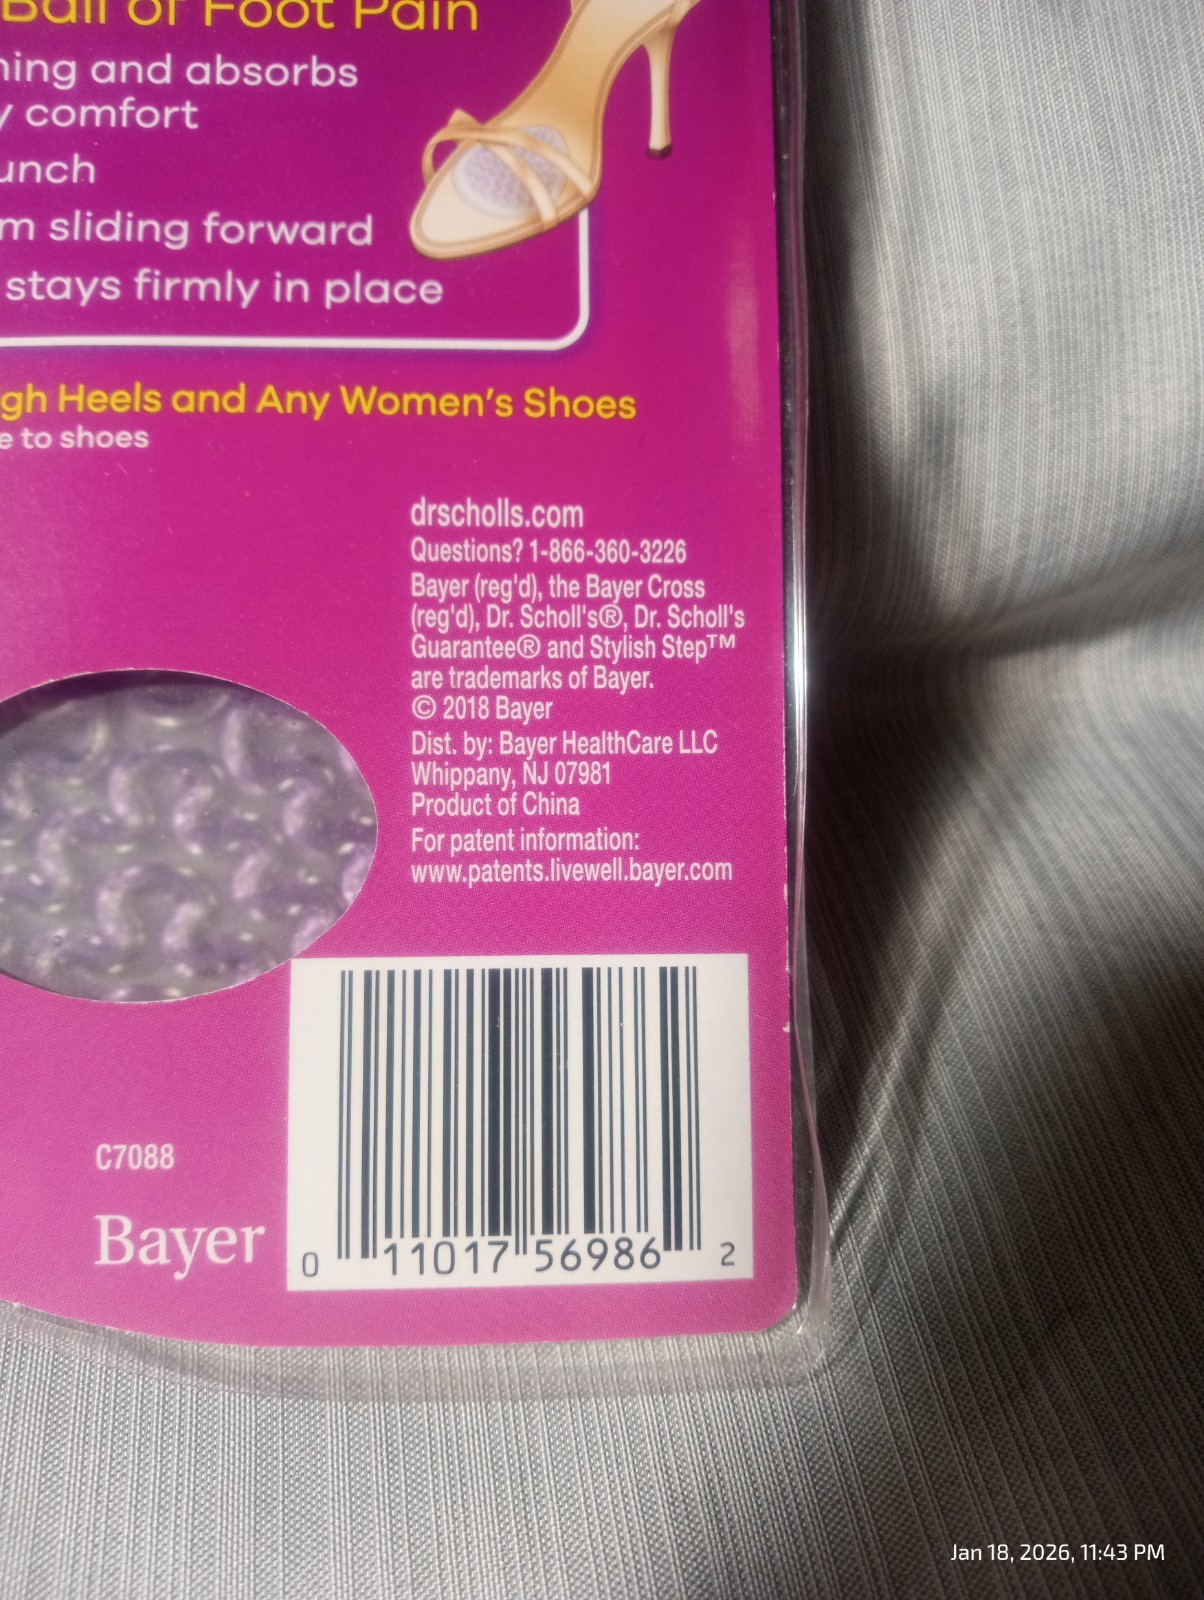 Ball of Foot Pain
ning and absorbs
y comfort
unch
m sliding forward
stays firmly in place
gh Heels and Any Women's Shoes
e to shoes
drscholls.com
Questions? 1-866-360-3226
Bayer (reg'd), the Bayer Cross
(reg'd), Dr. Scholl's®, Dr. Scholl's
Guarantee® and Stylish Step™
are trademarks of Bayer.
© 2018 Bayer
Dist. by: Bayer HealthCare LLC
Whippany, NJ 07981
Product of China
For patent information:
www.patents.livewell.bayer.com
C7088
Bayer
0 11017 56986 2
Jan 18, 2026, 11:43 PM